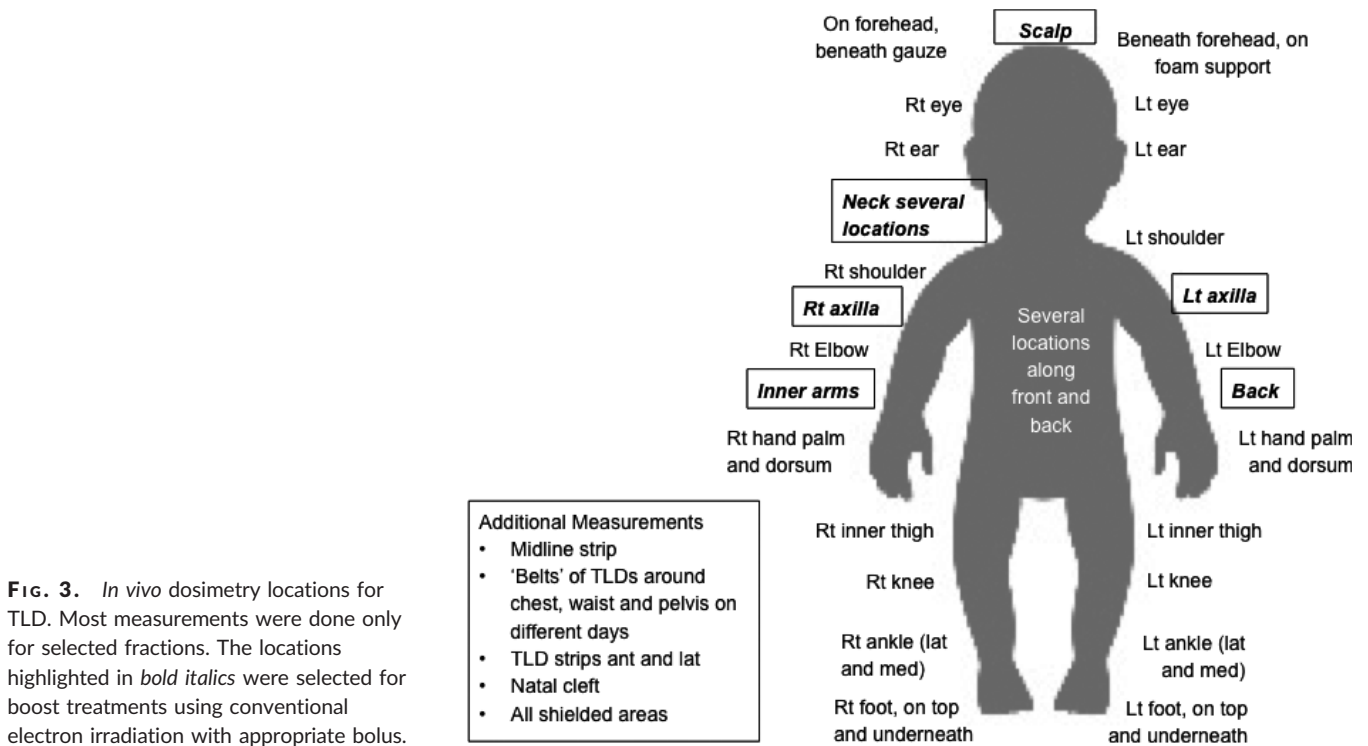 On forehead,
beneath gauze
Scalp
Beneath forehead, on
foam support
Rt eye
Lt eye
Rt ear
Lt ear
Neck several
locations
Lt shoulder
Rt shoulder
Rt axilla
Lt axilla
Several
locations
along
front and
back
Rt Elbow
Lt Elbow
Inner arms
Back
Rt hand palm
and dorsum
Lt hand palm
and dorsum
Additional Measurements
• Midline strip
• 'Belts' of TLDs around
chest, waist and pelvis on
different days
• TLD strips ant and lat
• Natal cleft
• All shielded areas
Rt inner thigh
Lt inner thigh
Rt knee
Lt knee
Rt ankle (lat
and med)
Lt ankle (lat
and med)
Rt foot, on top
and underneath
Lt foot, on top
and underneath
FIG. 3. In vivo dosimetry locations for
TLD. Most measurements were done only
for selected fractions. The locations
highlighted in bold italics were selected for
boost treatments using conventional
electron irradiation with appropriate bolus.